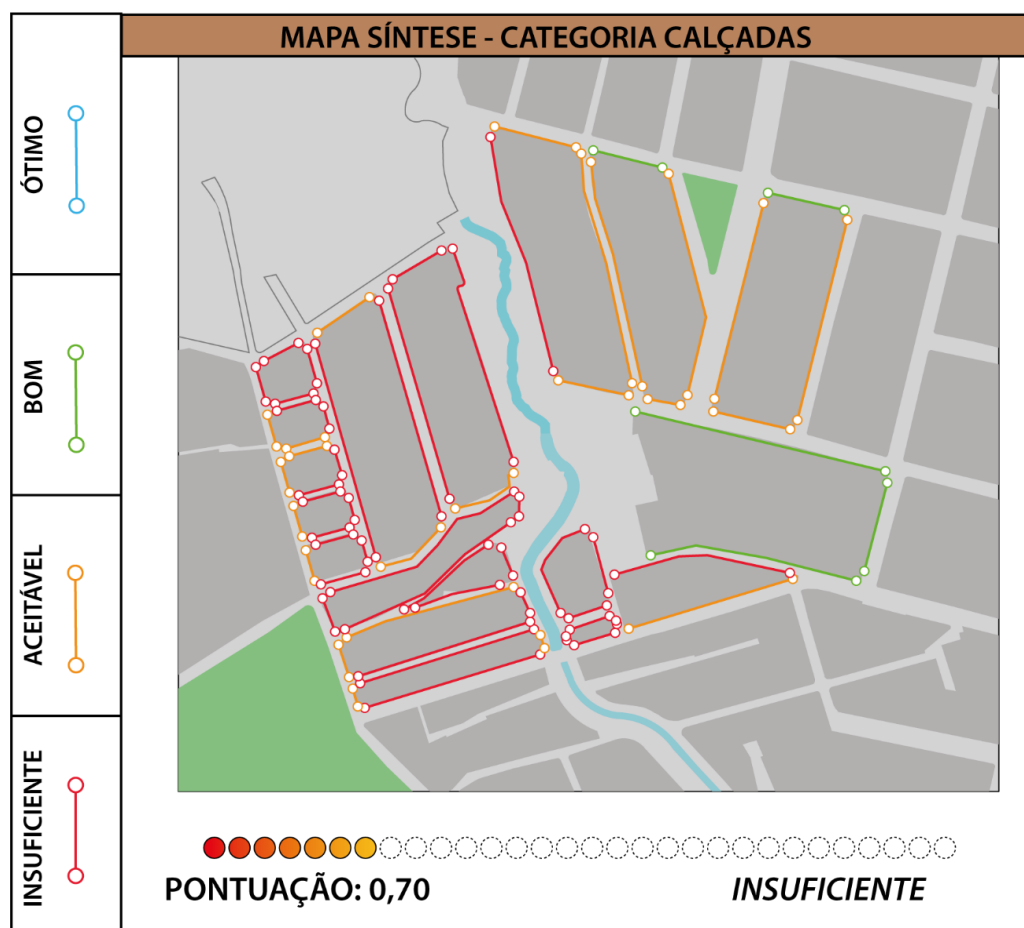 MAPA SÍNTESE - CATEGORIA CALÇADAS
ÓTIMO
BOM
ACEITÁVEL
INSUFICIENTE
PONTUAÇÃO: 0,70
INSUFICIENTE